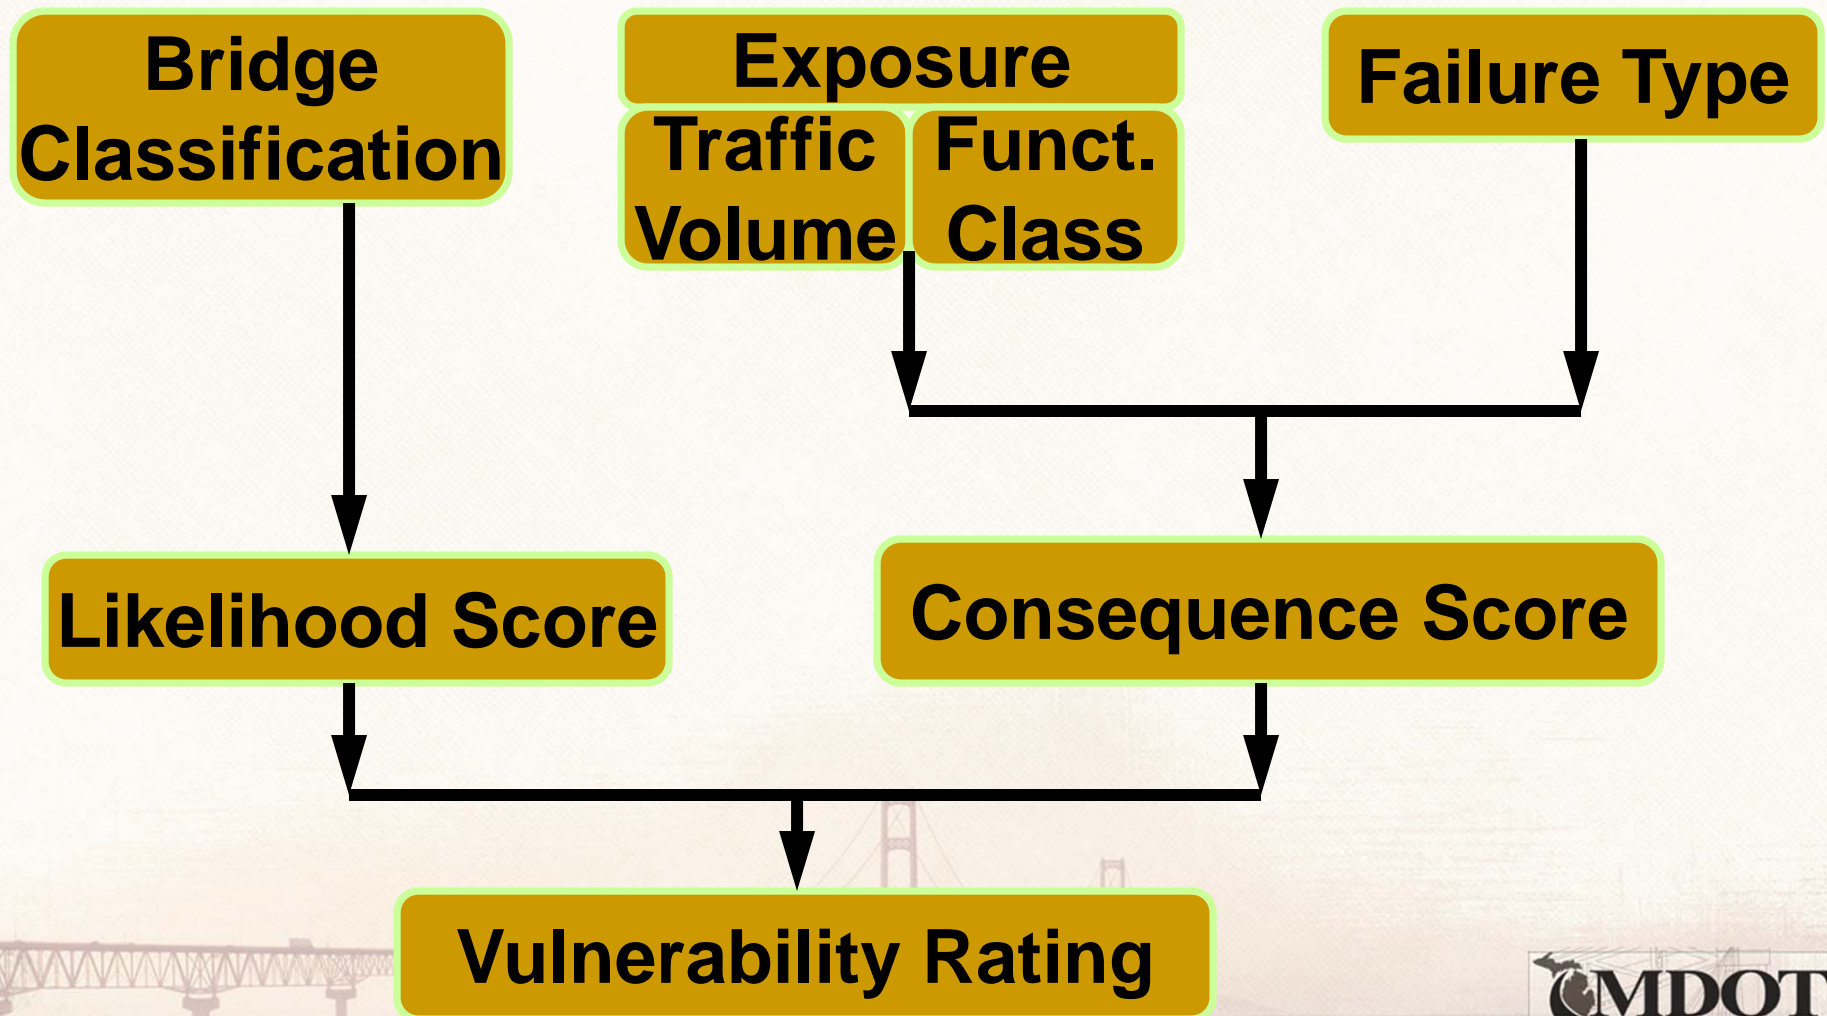 Bridge
Classification
Exposure
Traffic
Volume
Funct.
Class
Failure Type
Likelihood Score
Consequence Score
Vulnerability Rating
MDOT